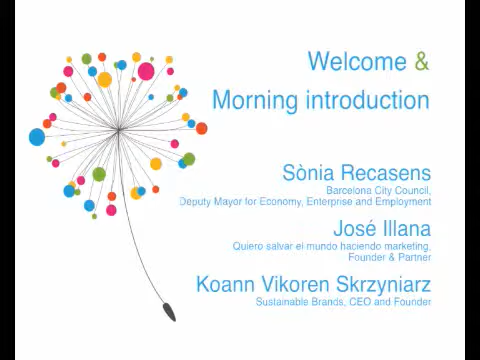 Welcome &
Morning introduction
Sònia Recasens
Barcelona City Council,
Deputy Mayor for Economy, Enterprise and Employment
José Illana
Quiero salvar el mundo haciendo marketing,
Founder & Partner
Koann Vikoren Skrzyniarz
Sustainable Brands, CEO and Founder